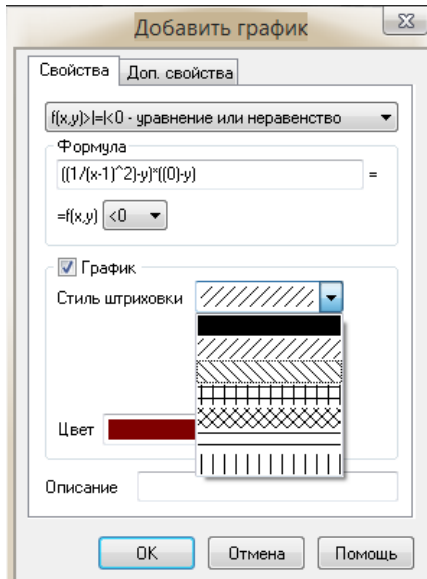 Добавить график
Свойства Доп. свойства
f(x,y)>|=|<0 - уравнение или неравенство
Формула
((1/(x-1)^2)-y)*((0)-y) =
=f(x,y) <0
График
Стиль штриховки
Цвет
Описание
OK Отмена Помощь